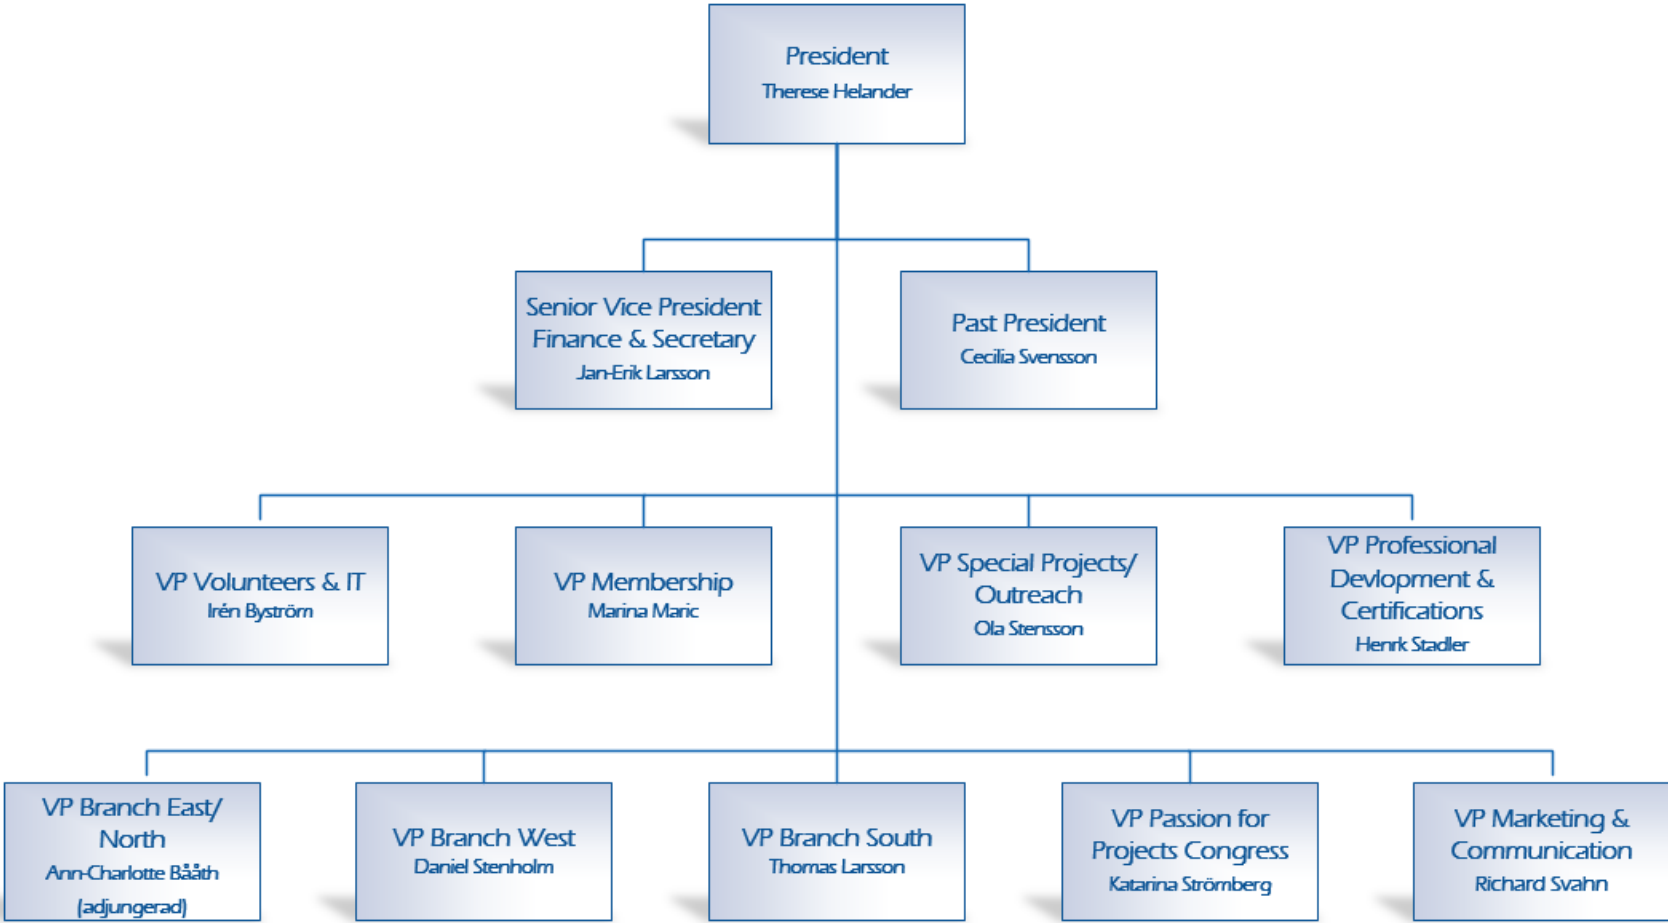 President
Therese Helander
Senior Vice President
Finance & Secretary
Jan-Erik Larsson
Past President
Cecilia Svensson
VP Volunteers & IT
Irén Byström
VP Membership
Marina Maric
VP Special Projects/
Outreach
Ola Stensson
VP Professional
Devlopment &
Certifications
Henrk Stadler
VP Branch East/
North
Ann-Charlotte Bååth
(adjungerad)
VP Branch West
Daniel Stenholm
VP Branch South
Thomas Larsson
VP Passion for
Projects Congress
Katarina Strömberg
VP Marketing &
Communication
Richard Svahn